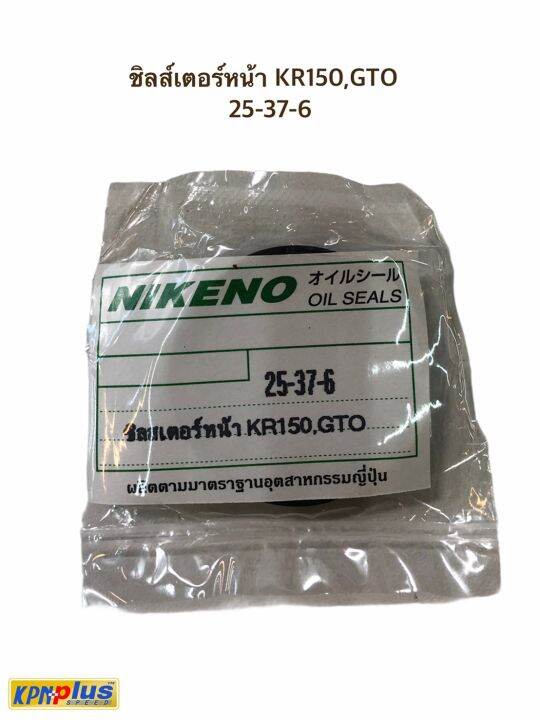 ซิลส์เตอร์หน้า KR150,GTO
25-37-6
NIKENO オイルシール
OIL SEALS
25-37-6
ซิลสเตอร์หน้า KR150,GTO
ผลิตตามมาตราฐานอุตสาหกรรมญี่ปุ่น
KPNplus
SPEED